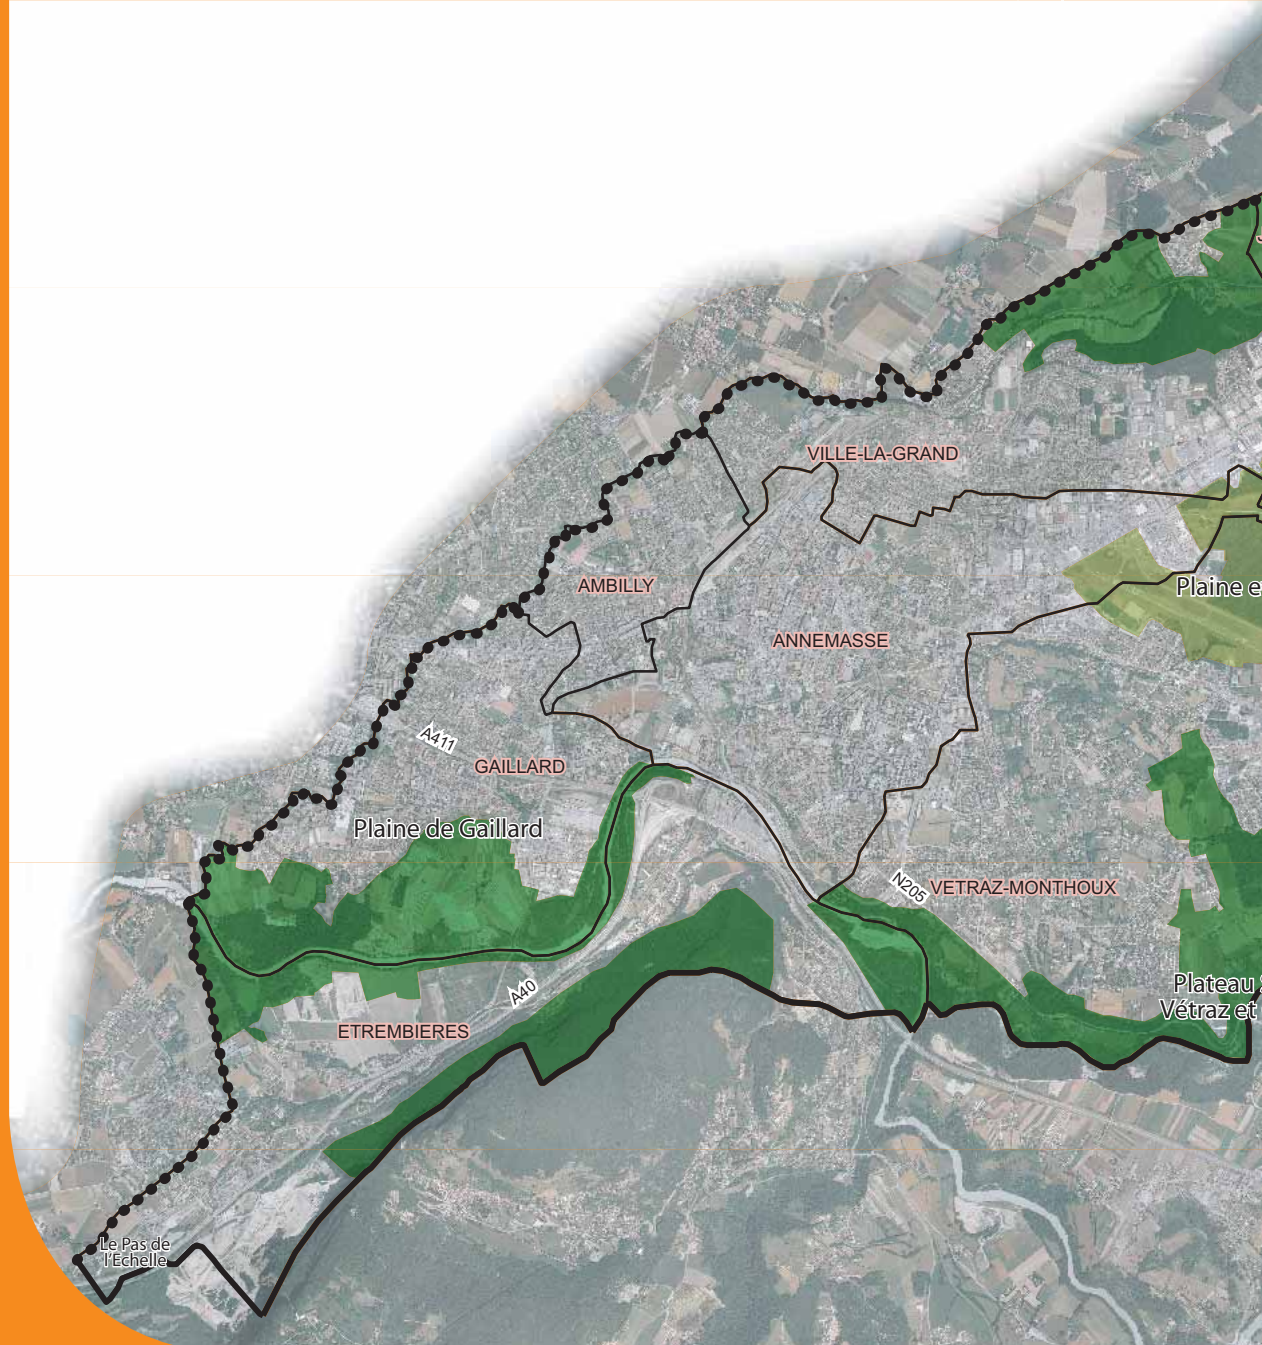 VILLE-LA-GRAND
AMBILLY
Plaine e
ANNEMASSE
A411
GAILLARD
Plaine de Gaillard
N205
VETRAZ-MONTHOUX
Plateau
Vétraz et
A40
ETREMBIERES
Le Pas de
l'Echelle